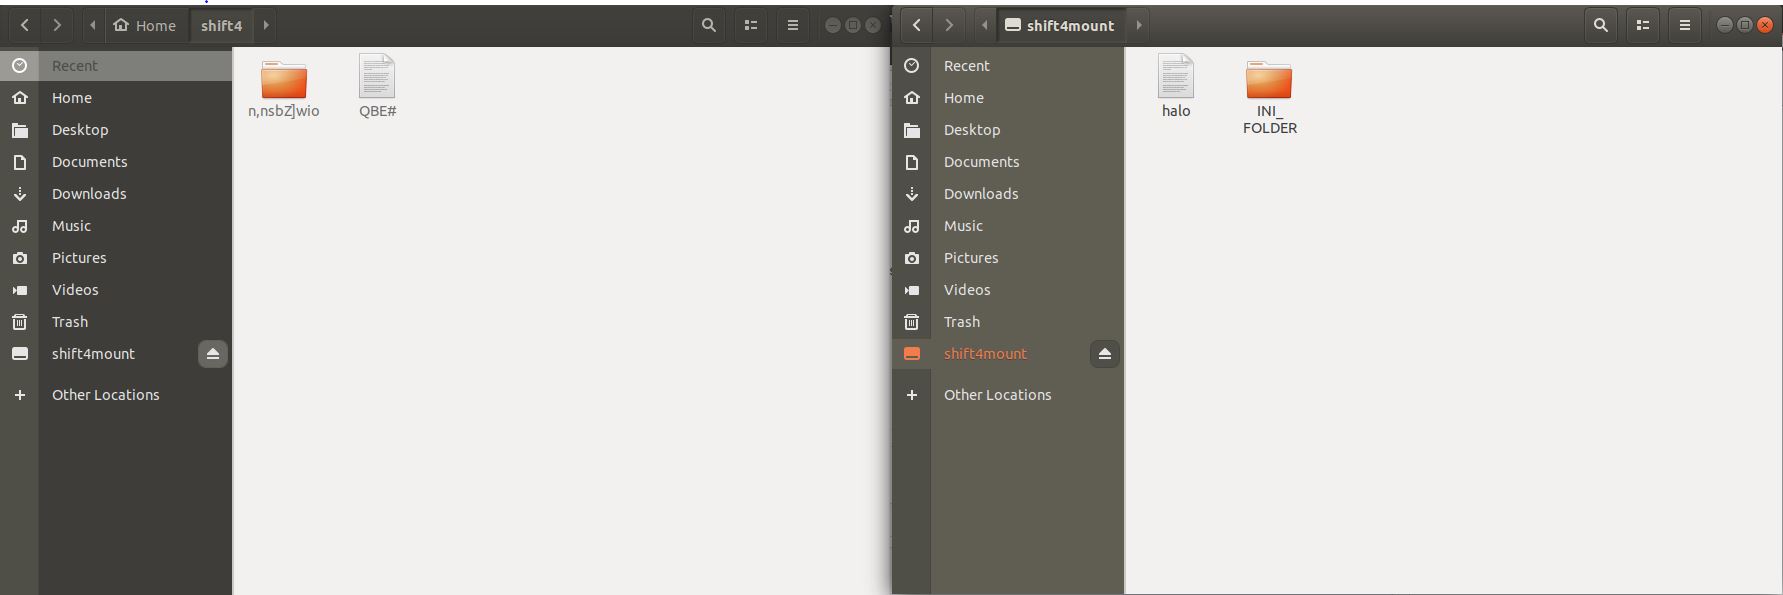 Home
shift4
Recent
Home
Desktop
Documents
Downloads
Music
Pictures
Videos
Trash
shift4mount
Other Locations
n,nsbZ]wio
QBE#
shift4mount
Recent
Home
Desktop
Documents
Downloads
Music
Pictures
Videos
Trash
shift4mount
Other Locations
halo
INI_
FOLDER